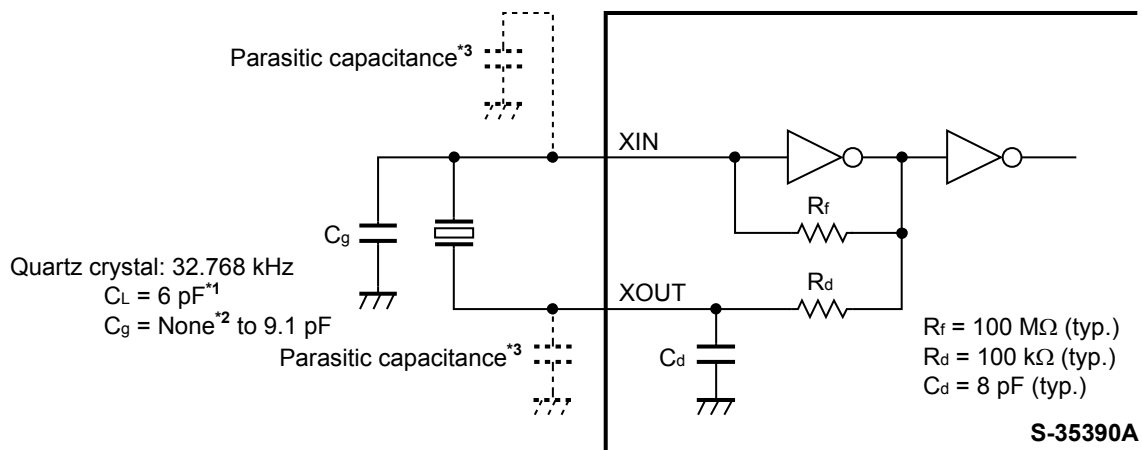 Parasitic capacitance*3
XIN
Rf
Cg
Quartz crystal: 32.768 kHz
CL = 6 pF*1
Cg = None*2 to 9.1 pF
XOUT
Rd
Parasitic capacitance*3
Cd
Rf = 100 MΩ (typ.)
Rd = 100 kΩ (typ.)
Cd = 8 pF (typ.)
S-35390A